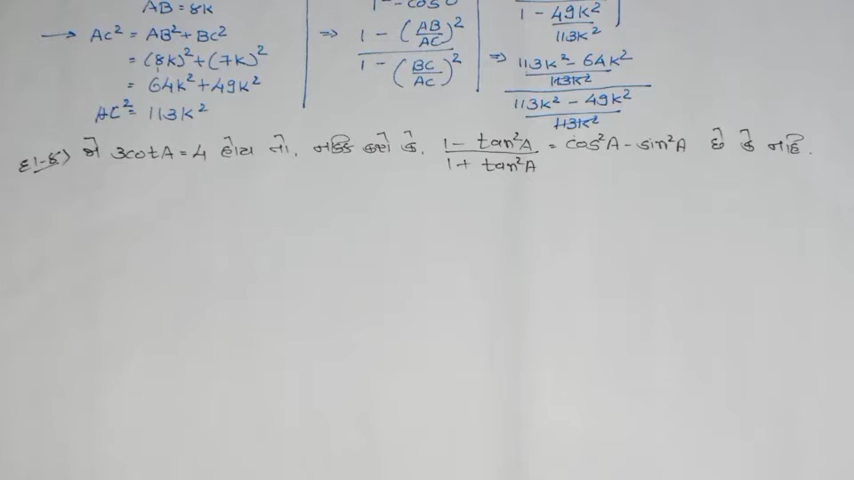 AB = 8k
→ AC² = AB² + BC²
= (8k)² + (7k)²
= 64k² + 49k²
AC² = 113k²
⇒ 1 - (AB/AC)²
1 - (BC/AC)²
1 - 49k²/113k²
⇒ 113k² - 64k²
113k²
113k² - 49k²
113k²
દા-8> જો 3cotA = 4 હોય તો, નક્કિ કરો કે, (1 - tan²A)/(1 + tan²A) = cos²A - sin²A છે કે નહિ.